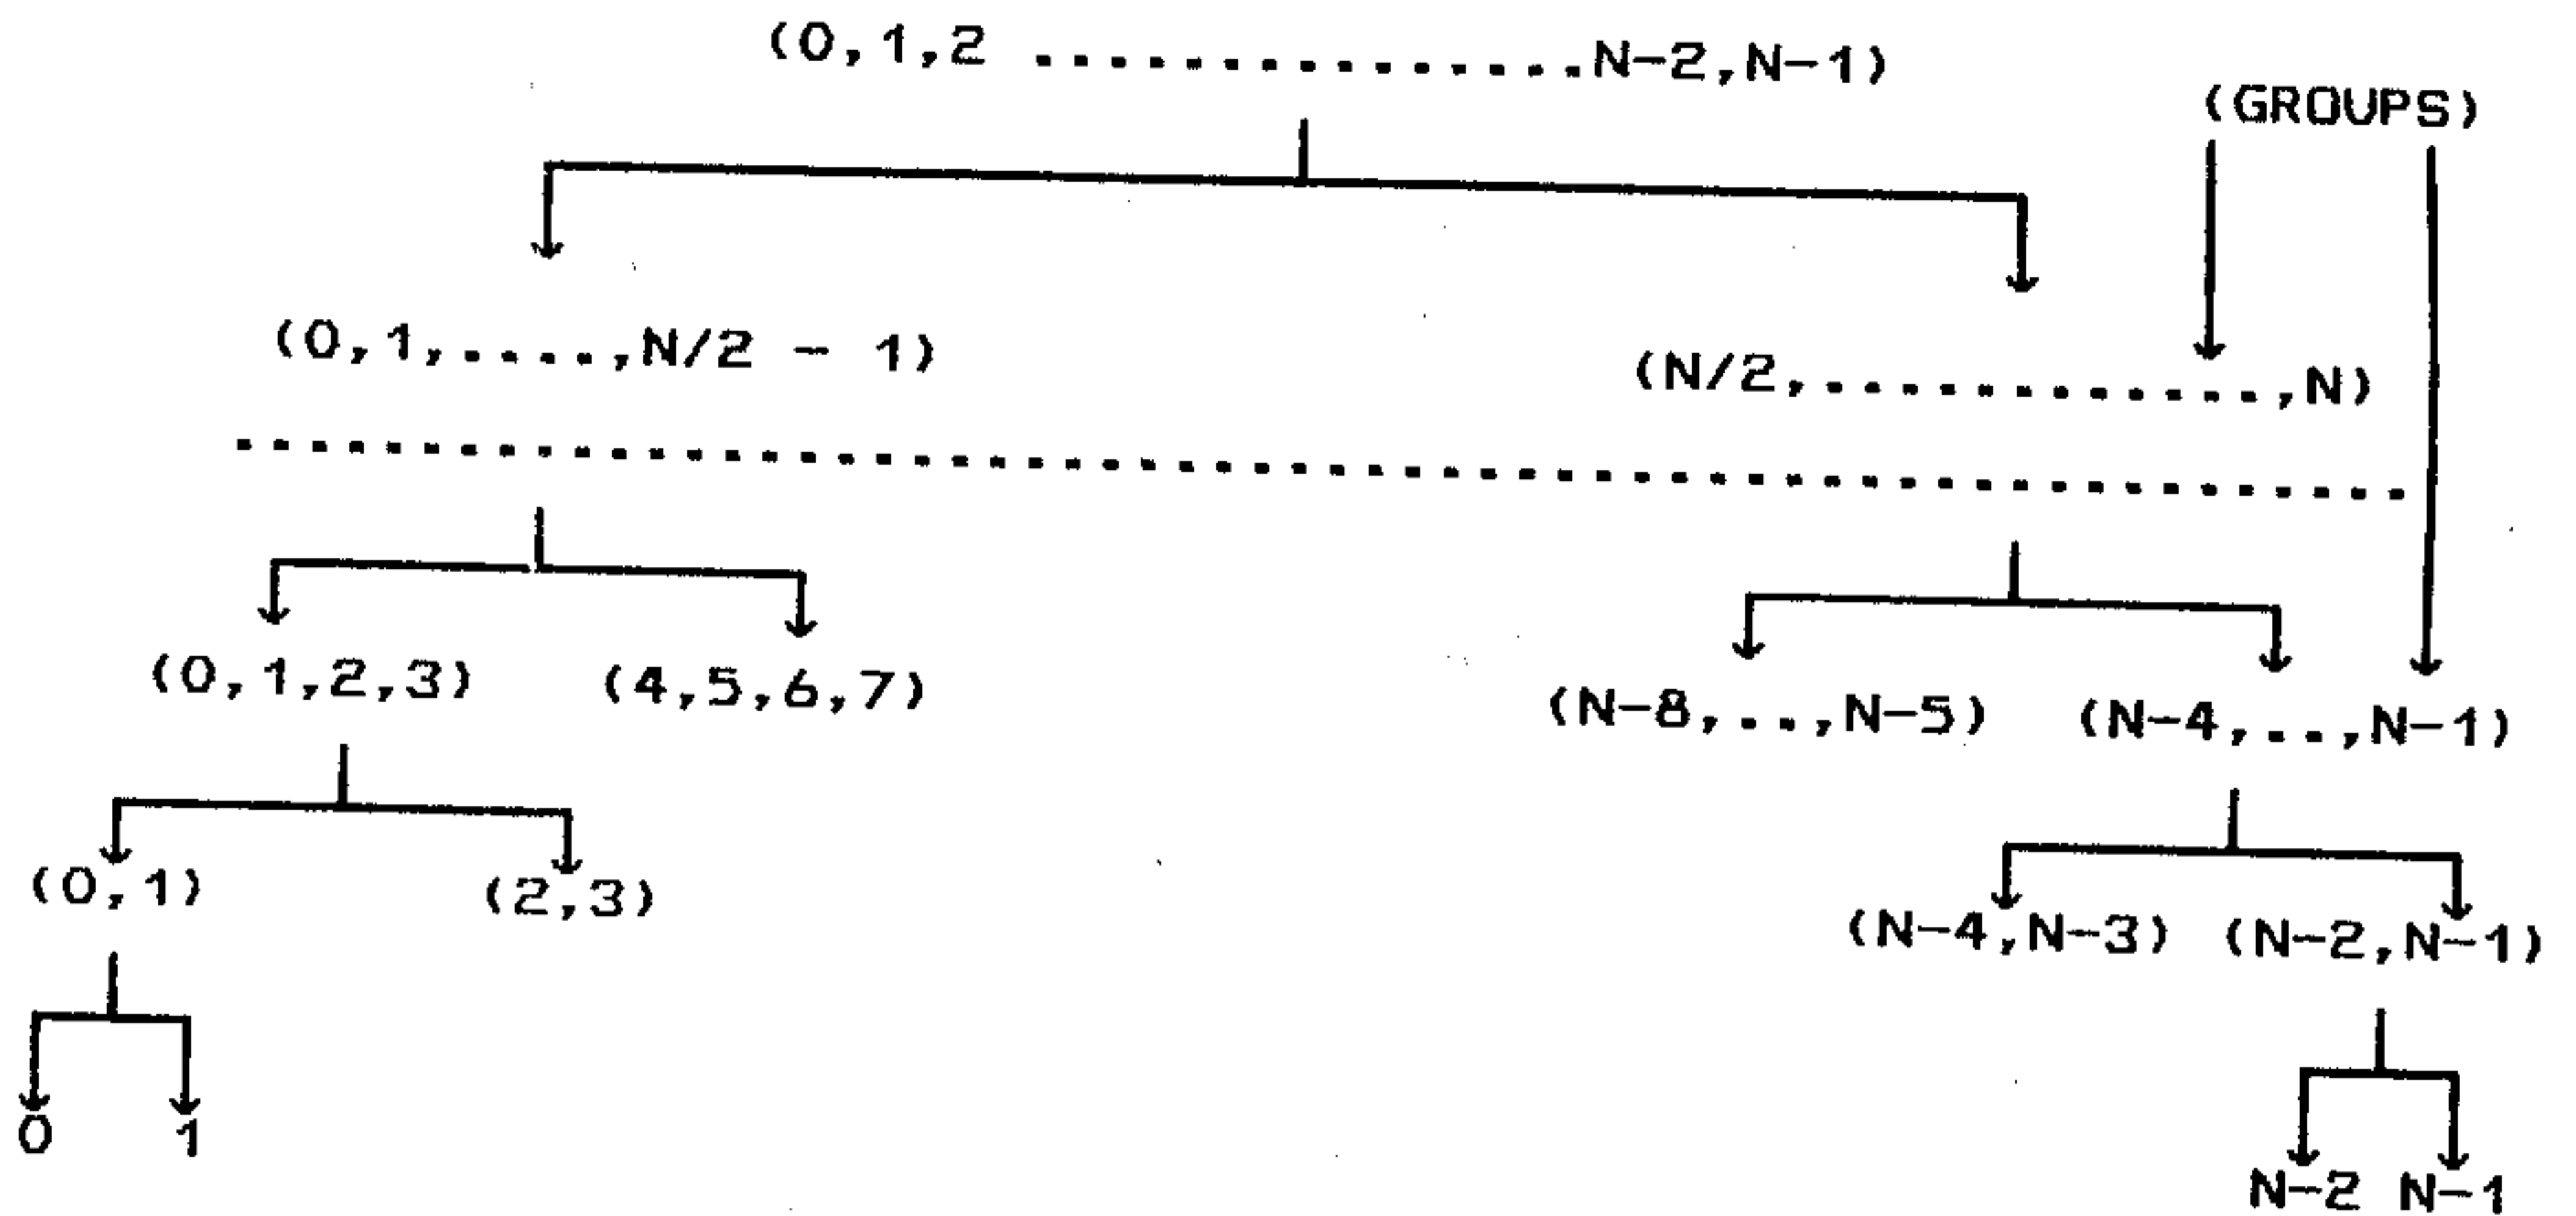 (0,1,2 ...............N-2,N-1)
(GROUPS)
(0,1,....,N/2 - 1)
(N/2,............,N)
..........................................................
(0,1,2,3) (4,5,6,7)
(N-8,..,N-5) (N-4,..,N-1)
(0,1) (2,3)
(N-4,N-3) (N-2,N-1)
0 1
N-2 N-1